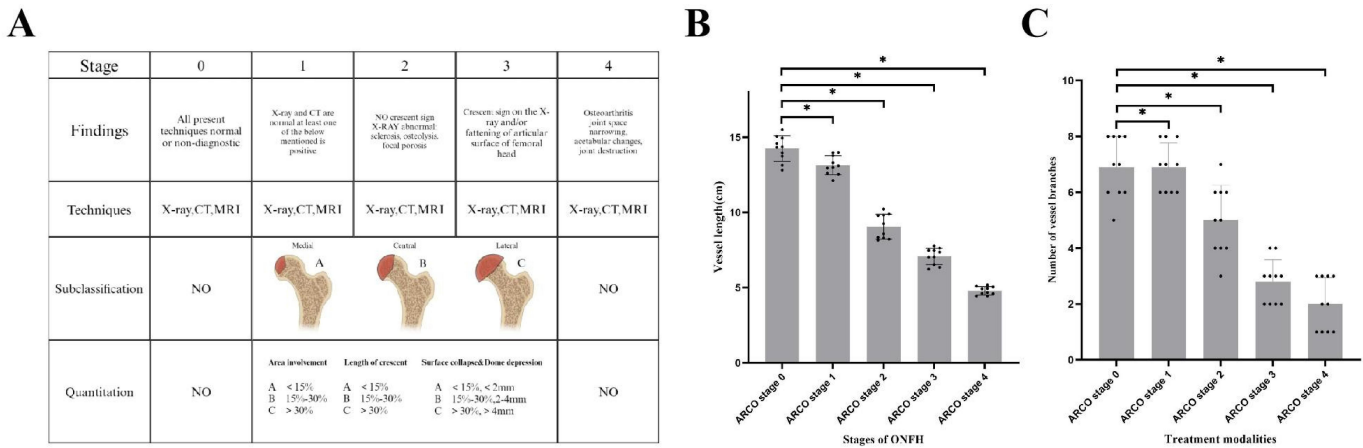 A
Stage 0 1 2 3 4
Findings
All present
techniques normal
or non-diagnostic
X-ray and CT are
normal at least one
of the below
mentioned is
positive
NO crescent sign
X-RAY abnormal:
sclerosis, osteolysis,
focal porosis
Crescent sign on the X-
ray and/or
fattening of articular
surface of femoral
head
Osteoarthritis
joint space
narrowing,
acetabular changes,
joint destruction
Techniques X-ray,CT,MRI X-ray,CT,MRI X-ray,CT,MRI X-ray,CT,MRI X-ray,CT,MRI
Subclassification NO
Medial
A
Central
B
Lateral
C
NO
Quantitation NO
Area involvement
A < 15%
B 15%-30%
C > 30%
Length of crescent
A < 15%
B 15%-30%
C > 30%
Surface collapse&Dome depression
A < 15%, < 2mm
B 15%-30%,2-4mm
C > 30%, > 4mm
NO
B
Vessel length(cm)
15
10
5
0
*
*
*
*
ARCO stage 0
ARCO stage 1
ARCO stage 2
ARCO stage 3
ARCO stage 4
Stages of ONFH
C
Number of vessel branches
10
8
6
4
2
0
*
*
*
*
ARCO stage 0
ARCO stage 1
ARCO stage 2
ARCO stage 3
ARCO stage 4
Treatment modalities